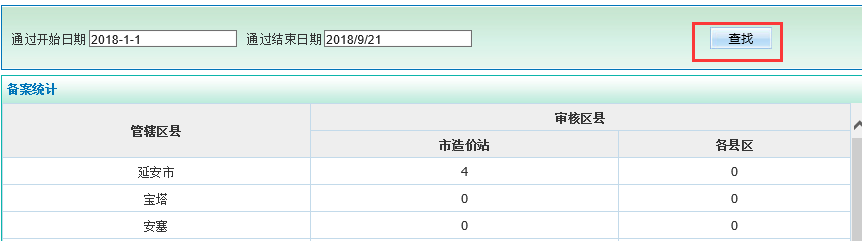 通过开始日期 2018-1-1 通过结束日期 2018/9/21 查找
备案统计
管辖区县 审核区县
市造价站 各县区
延安市 4 0
宝塔 0 0
安塞 0 0